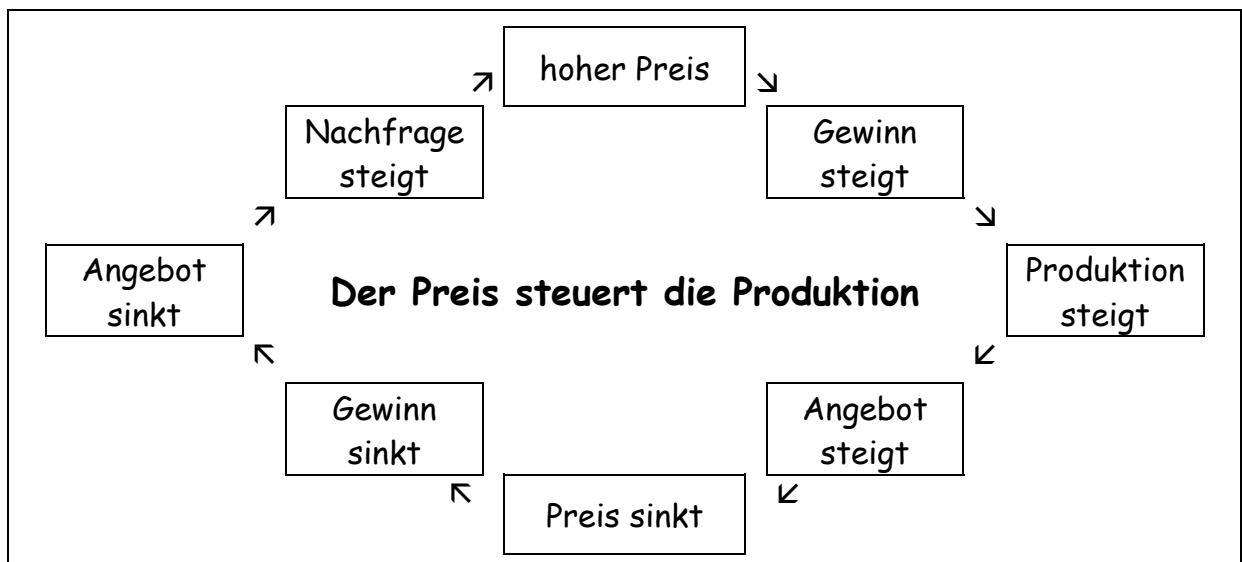 hoher Preis
Nachfrage
steigt
Gewinn
steigt
Angebot
sinkt
Der Preis steuert die Produktion
Produktion
steigt
Gewinn
sinkt
Angebot
steigt
Preis sinkt